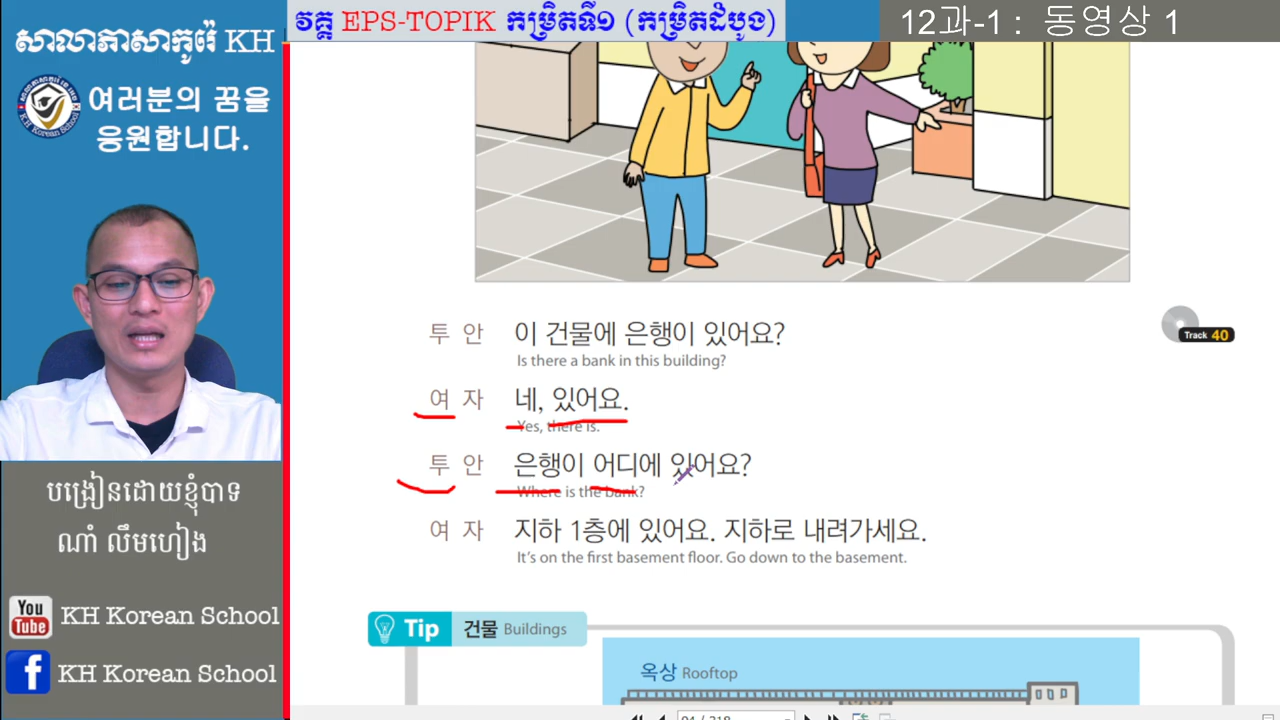 សាលាភាសាកូរ៉េ KH
여러분의 꿈을
응원합니다.
បង្រៀនដោយខ្ញុំបាទ
ណាំ លឹមហៀង
You Tube KH Korean School
f KH Korean School
វគ្គ EPS-TOPIK កម្រិតទី១ (កម្រិតដំបូង)
12과-1 : 동영상 1
투 안 이 건물에 은행이 있어요?
Is there a bank in this building?
Track 40
여 자 네, 있어요.
Yes, there is.
투 안 은행이 어디에 있어요?
Where is the bank?
여 자 지하 1층에 있어요. 지하로 내려가세요.
It's on the first basement floor. Go down to the basement.
Tip 건물 Buildings
옥상 Rooftop